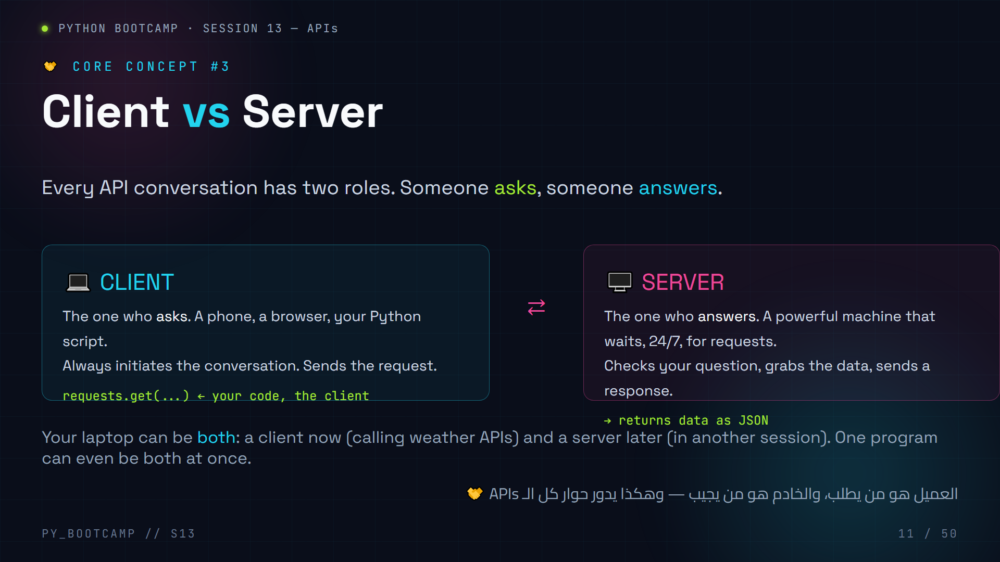 PYTHON BOOTCAMP · SESSION 13 — APIs
🤝 CORE CONCEPT #3
Client vs Server
Every API conversation has two roles. Someone asks, someone answers.
💻 CLIENT
The one who asks. A phone, a browser, your Python
script.
Always initiates the conversation. Sends the request.
requests.get(...) ← your code, the client
⇄
🖥️ SERVER
The one who answers. A powerful machine that
waits, 24/7, for requests.
Checks your question, grabs the data, sends a
response.
→ returns data as JSON
Your laptop can be both: a client now (calling weather APIs) and a server later (in another session). One program
can even be both at once.
العميل هو من يطلب، والخادم هو من يجيب — وهكذا يدور حوار كل الـ APIs 🤝
PY_BOOTCAMP // S13
11 / 50